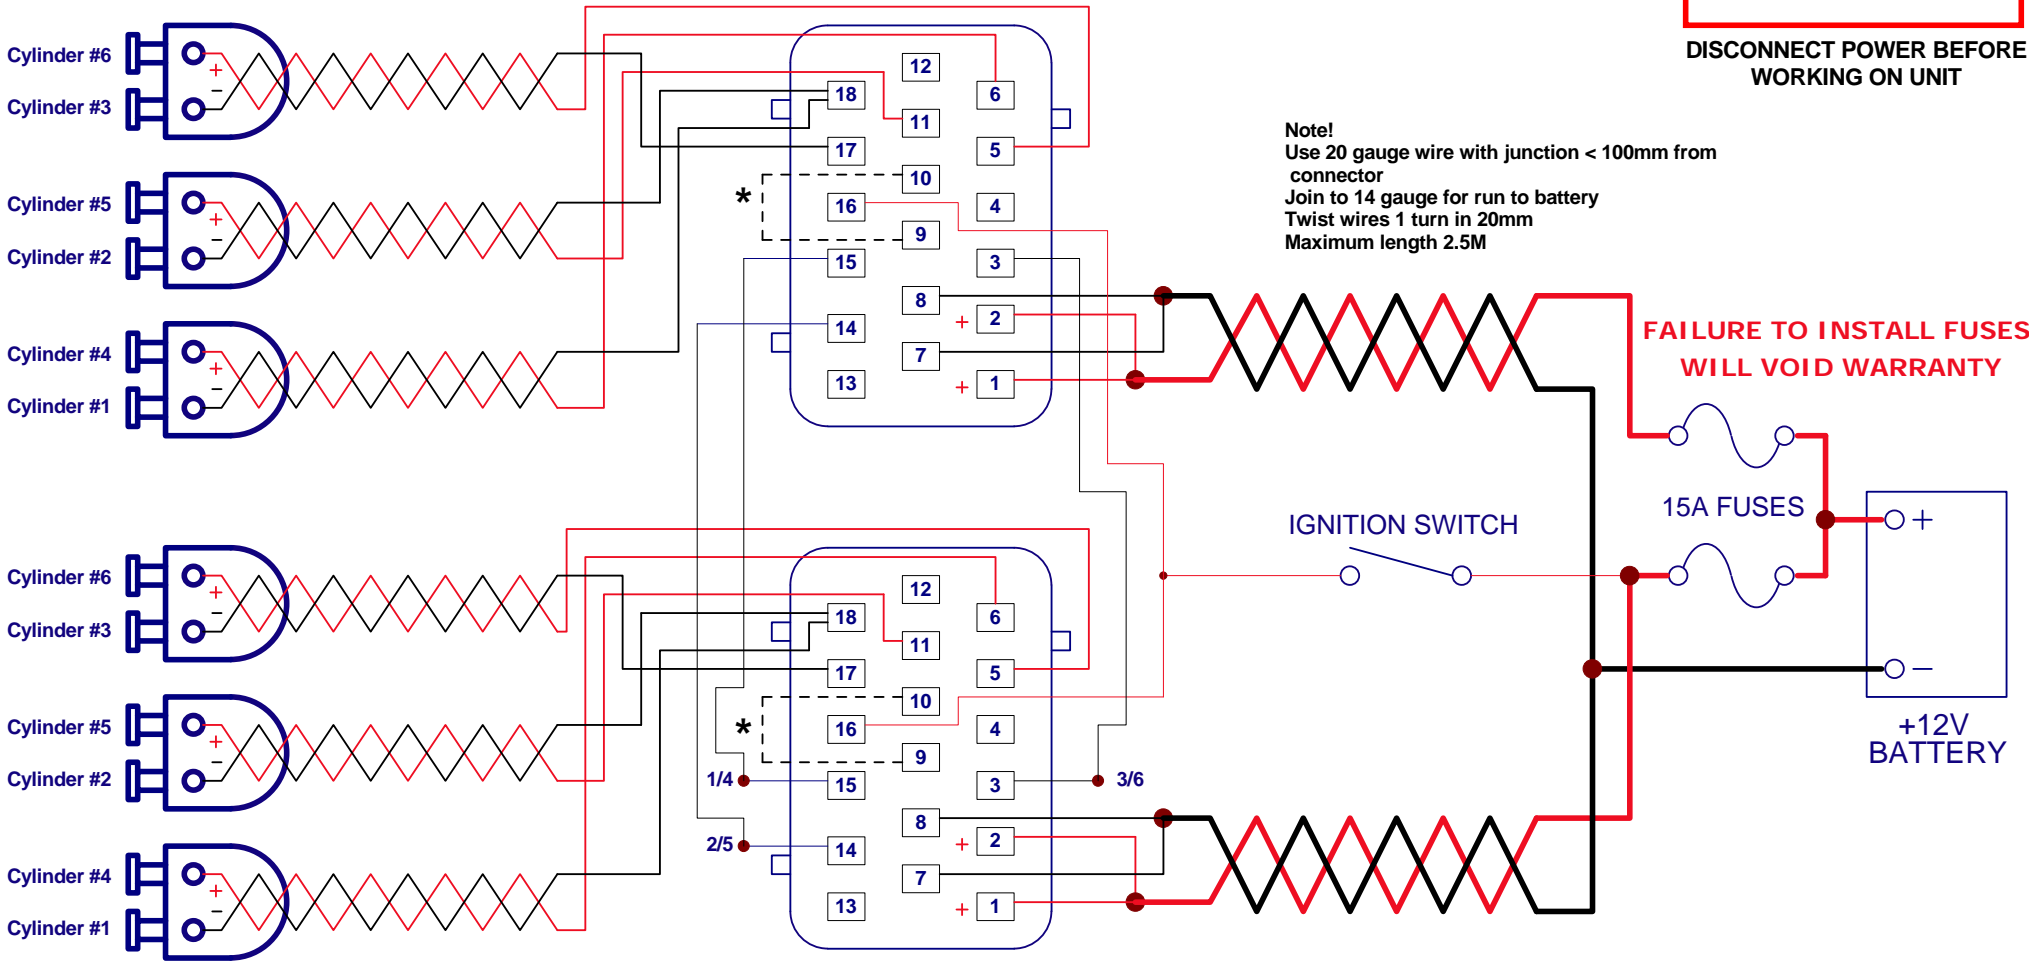 DISCONNECT POWER BEFORE
WORKING ON UNIT
Note!
Use 20 gauge wire with junction < 100mm from
connector
Join to 14 gauge for run to battery
Twist wires 1 turn in 20mm
Maximum length 2.5M
Cylinder #6
+
−
Cylinder #3
Cylinder #5
+
−
Cylinder #2
Cylinder #4
+
−
Cylinder #1
12
18
6
11
17
5
10
*
16
4
9
15
3
8
+ 2
14
7
13
+ 1
FAILURE TO INSTALL FUSES
WILL VOID WARRANTY
15A FUSES
IGNITION SWITCH
+
−
+12V
BATTERY
Cylinder #6
+
−
Cylinder #3
Cylinder #5
+
−
Cylinder #2
Cylinder #4
+
−
Cylinder #1
12
18
6
11
17
5
10
*
16
4
9
1/4
15
3
3/6
8
+ 2
2/5
14
7
13
+ 1